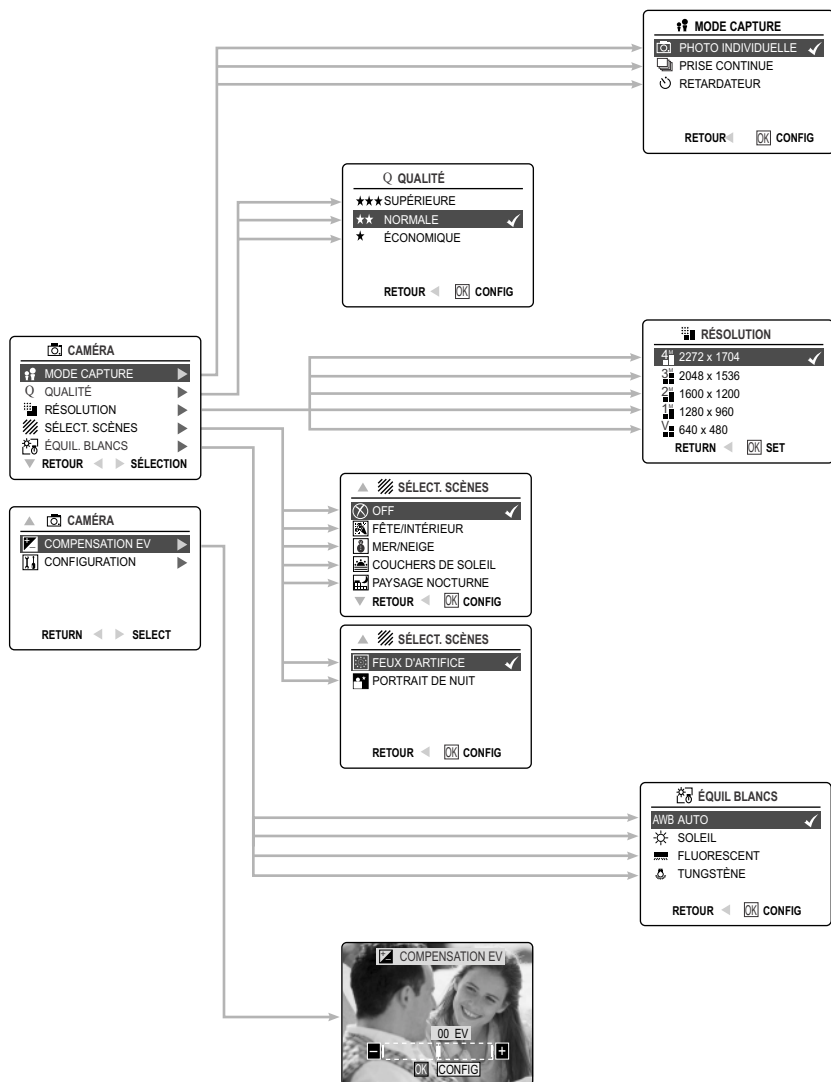 MODE CAPTURE
PHOTO INDIVIDUELLE
PRISE CONTINUE
RETARDATEUR
RETOUR OK CONFIG
Q QUALITÉ
SUPÉRIEURE
NORMALE
ÉCONOMIQUE
RETOUR OK CONFIG
CAMÉRA
MODE CAPTURE
Q QUALITÉ
RÉSOLUTION
SÉLECT. SCÈNES
ÉQUIL. BLANCS
RETOUR SÉLECTION
RÉSOLUTION
4M 2272 x 1704
3M 2048 x 1536
2M 1600 x 1200
1M 1280 x 960
V 640 x 480
RETURN OK SET
CAMÉRA
COMPENSATION EV
CONFIGURATION
RETURN SELECT
SÉLECT. SCÈNES
OFF
FÊTE/INTÉRIEUR
MER/NEIGE
COUCHERS DE SOLEIL
PAYSAGE NOCTURNE
RETOUR OK CONFIG
SÉLECT. SCÈNES
FEUX D'ARTIFICE
PORTRAIT DE NUIT
RETOUR OK CONFIG
ÉQUIL BLANCS
AWB AUTO
SOLEIL
FLUORESCENT
TUNGSTÈNE
RETOUR OK CONFIG
COMPENSATION EV
00 EV
OK CONFIG